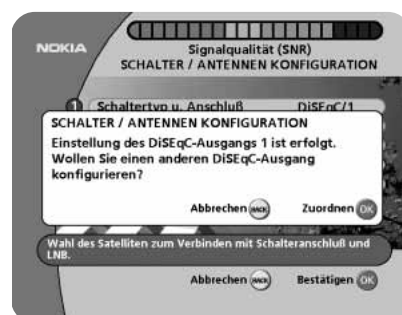 NOKIA
Signalqualität (SNR)
SCHALTER / ANTENNEN KONFIGURATION
1 Schaltertyp u. Anschluß DiSEqC/1
SCHALTER / ANTENNEN KONFIGURATION
Einstellung des DiSEqC-Ausgangs 1 ist erfolgt.
Wollen Sie einen anderen DiSEqC-Ausgang
konfigurieren?
Abbrechen BACK Zuordnen OK
Wahl des Satelliten zum Verbinden mit Schalteranschluß und
LNB.
Abbrechen BACK Bestätigen OK